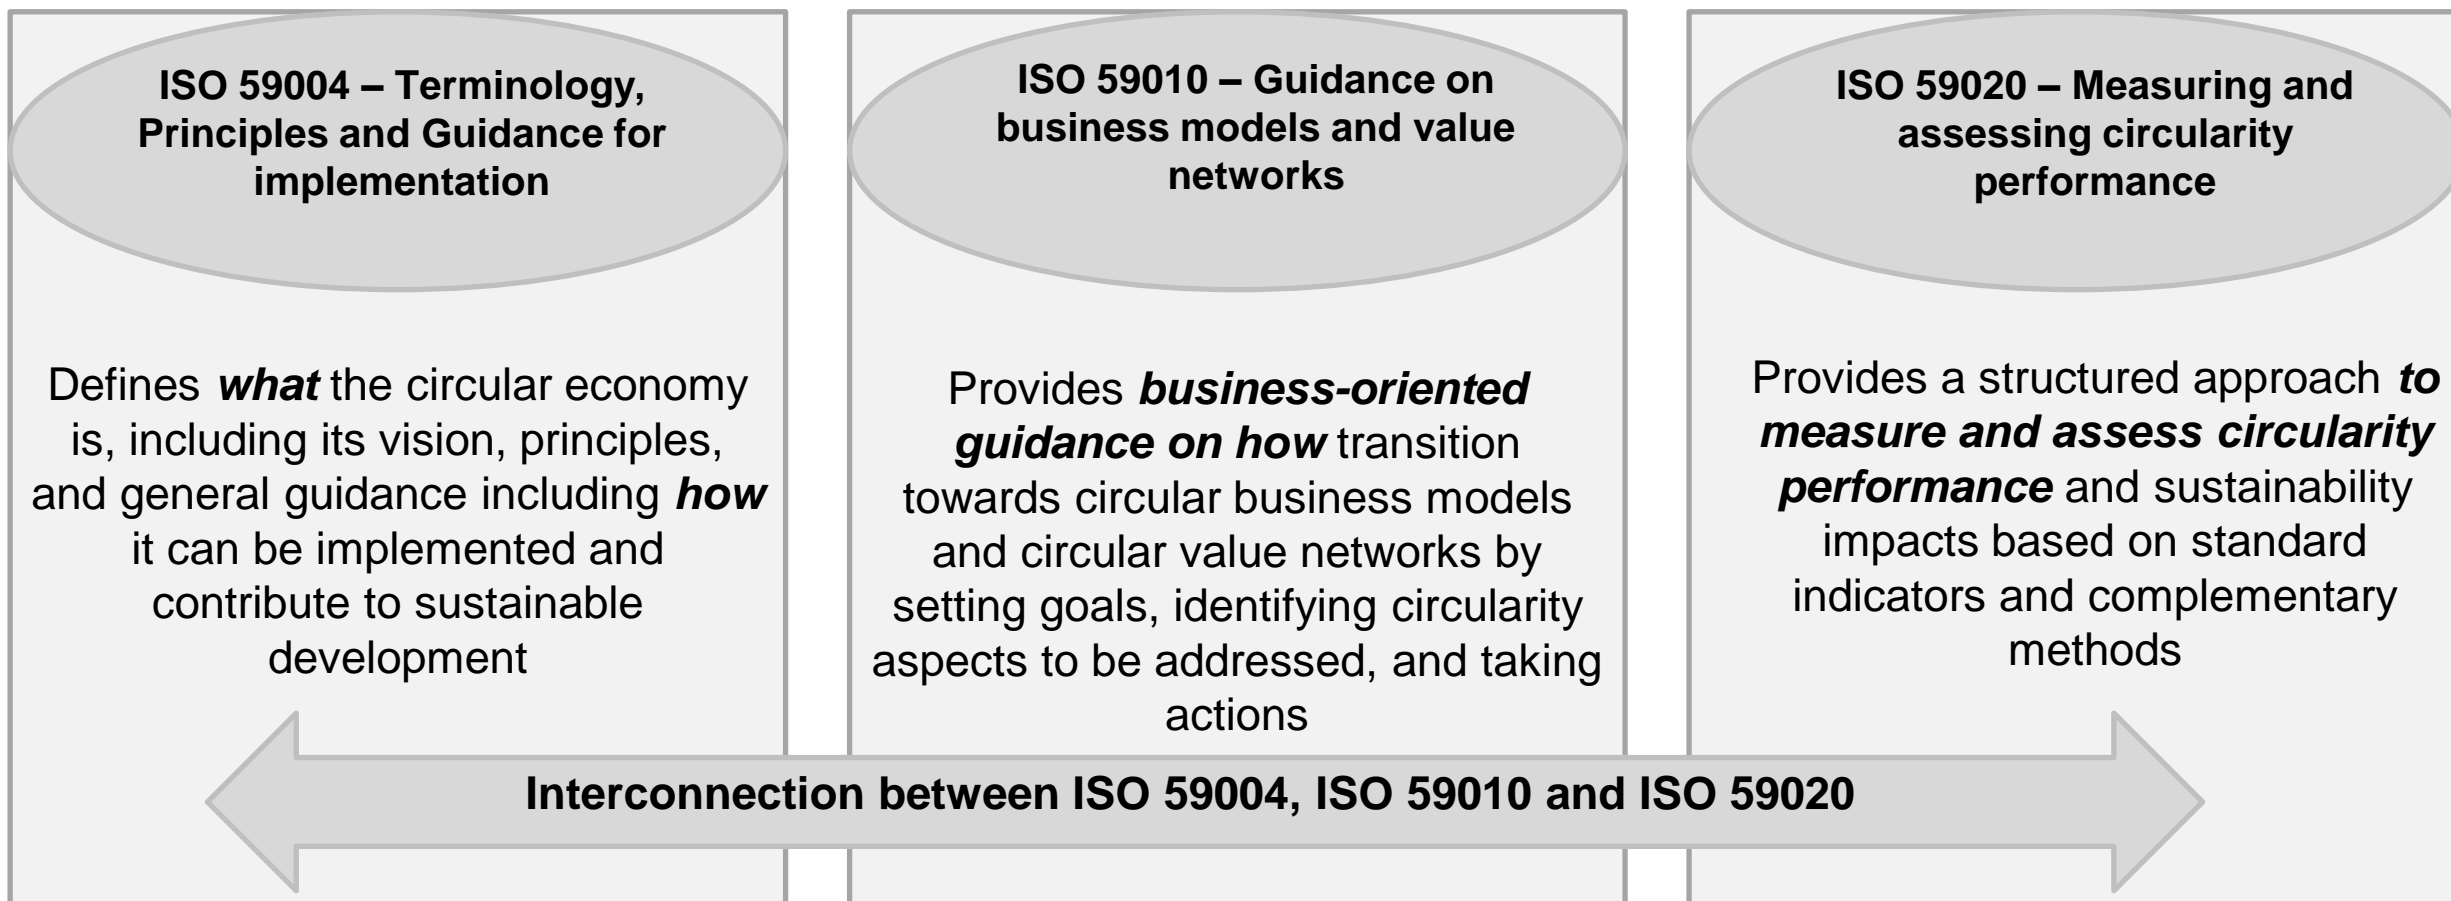 ISO 59004 – Terminology,
Principles and Guidance for
implementation
Defines what the circular economy
is, including its vision, principles,
and general guidance including how
it can be implemented and
contribute to sustainable
development
ISO 59010 – Guidance on
business models and value
networks
Provides business-oriented
guidance on how transition
towards circular business models
and circular value networks by
setting goals, identifying circularity
aspects to be addressed, and taking
actions
ISO 59020 – Measuring and
assessing circularity
performance
Provides a structured approach to
measure and assess circularity
performance and sustainability
impacts based on standard
indicators and complementary
methods
Interconnection between ISO 59004, ISO 59010 and ISO 59020